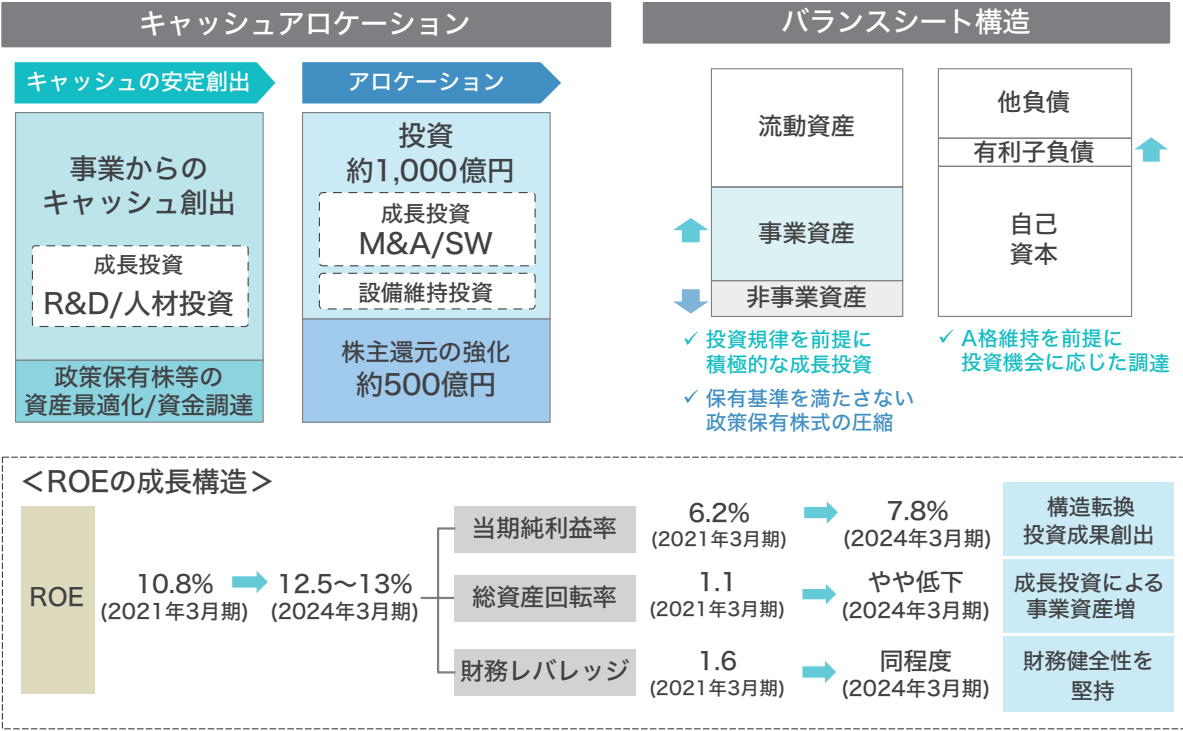 キャッシュアロケーション
キャッシュの安定創出
アロケーション
事業からの
キャッシュ創出
成長投資
R&D/人材投資
政策保有株等の
資産最適化/資金調達
投資
約1,000億円
成長投資
M&A/SW
設備維持投資
株主還元の強化
約500億円
バランスシート構造
流動資産
事業資産
非事業資産
他負債
有利子負債
自己
資本
✓ 投資規律を前提に
積極的な成長投資
✓ 保有基準を満たさない
政策保有株式の圧縮
✓ A格維持を前提に
投資機会に応じた調達
＜ROEの成長構造＞
ROE
10.8%
(2021年3月期)
12.5〜13%
(2024年3月期)
当期純利益率
6.2%
(2021年3月期)
7.8%
(2024年3月期)
構造転換
投資成果創出
総資産回転率
1.1
(2021年3月期)
やや低下
(2024年3月期)
成長投資による
事業資産増
財務レバレッジ
1.6
(2021年3月期)
同程度
(2024年3月期)
財務健全性を
堅持